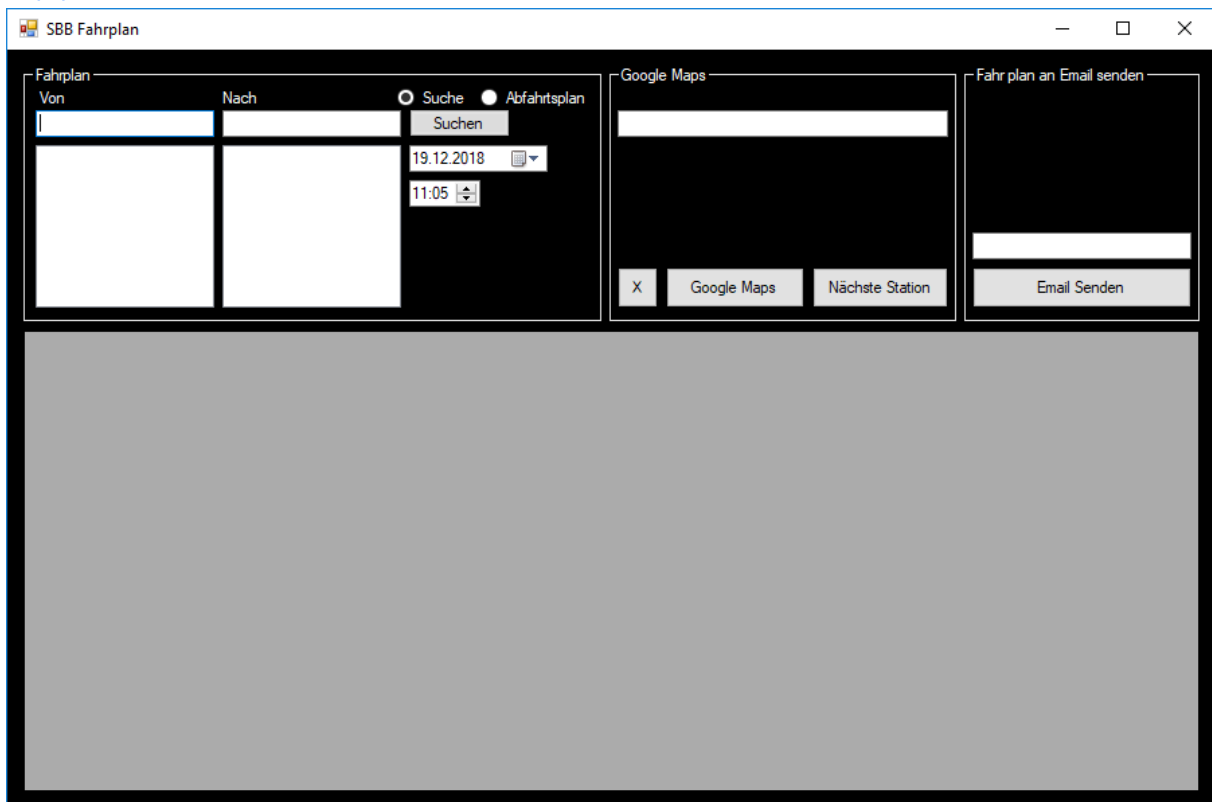 SBB Fahrplan
Fahrplan
Von
Nach
Suche
Abfahrtsplan
Suchen
19.12.2018
11:05
Google Maps
X
Google Maps
Nächste Station
Fahr plan an Email senden
Email Senden